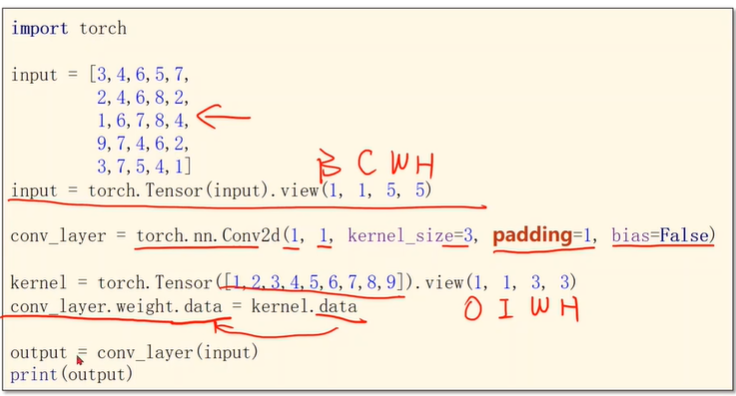 import torch
input = [3,4,6,5,7,
2,4,6,8,2,
1,6,7,8,4,
9,7,4,6,2,
3,7,5,4,1]
B C W H
input = torch.Tensor(input).view(1, 1, 5, 5)
conv_layer = torch.nn.Conv2d(1, 1, kernel_size=3, padding=1, bias=False)
kernel = torch.Tensor([1,2,3,4,5,6,7,8,9]).view(1, 1, 3, 3)
conv_layer.weight.data = kernel.data
O I W H
output = conv_layer(input)
print(output)